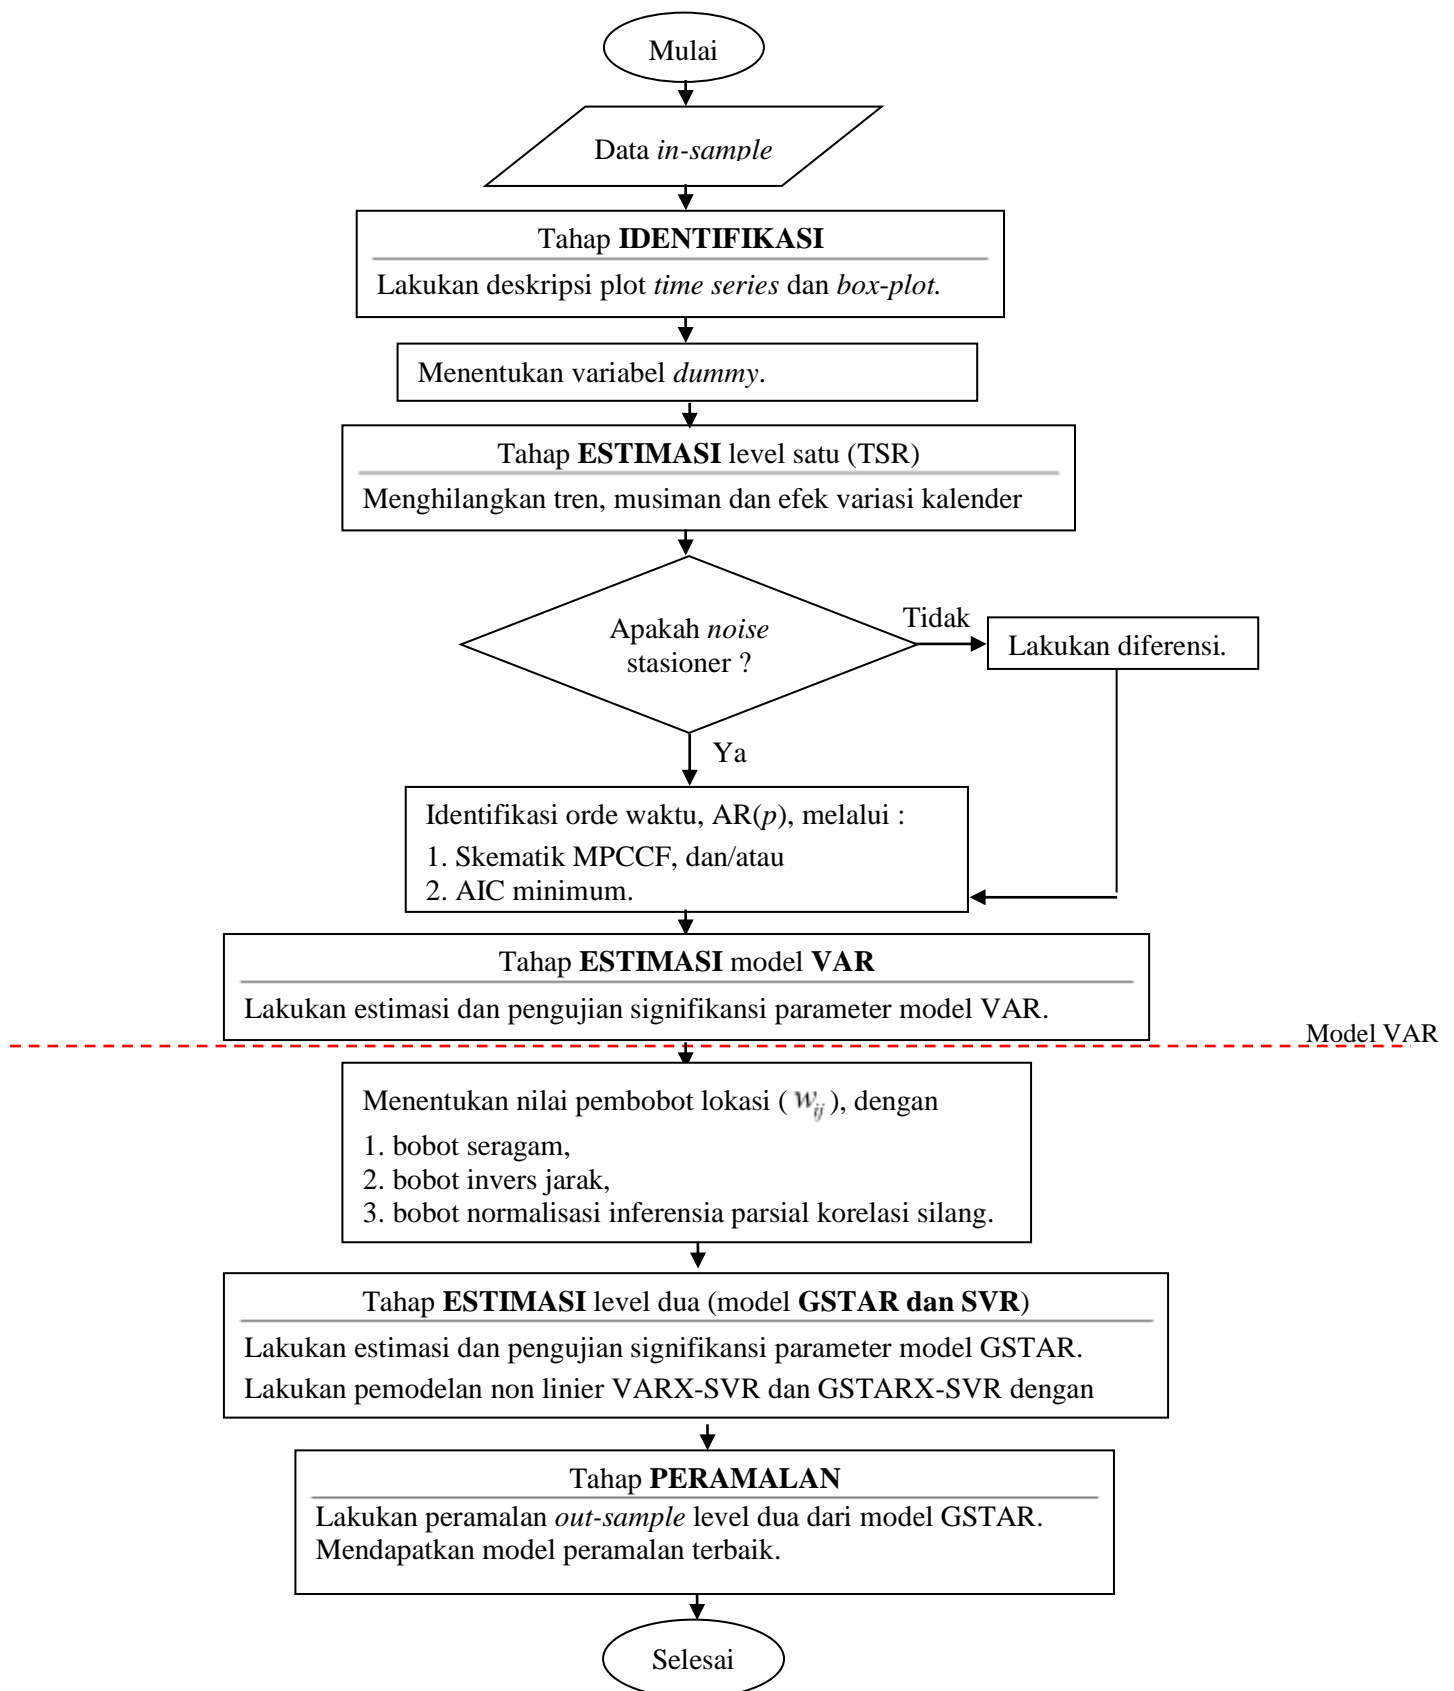 Mulai
Data in-sample
Tahap IDENTIFIKASI
Lakukan deskripsi plot time series dan box-plot.
Menentukan variabel dummy.
Tahap ESTIMASI level satu (TSR)
Menghilangkan tren, musiman dan efek variasi kalender
Apakah noise
stasioner ?
Tidak
Lakukan diferensi.
Ya
Identifikasi orde waktu, AR(p), melalui :
1. Skematik MPCCF, dan/atau
2. AIC minimum.
Tahap ESTIMASI model VAR
Lakukan estimasi dan pengujian signifikansi parameter model VAR.
Model VAR
Menentukan nilai pembobot lokasi ( w_ij ), dengan
1. bobot seragam,
2. bobot invers jarak,
3. bobot normalisasi inferensia parsial korelasi silang.
Tahap ESTIMASI level dua (model GSTAR dan SVR)
Lakukan estimasi dan pengujian signifikansi parameter model GSTAR.
Lakukan pemodelan non linier VARX-SVR dan GSTARX-SVR dengan
Tahap PERAMALAN
Lakukan peramalan out-sample level dua dari model GSTAR.
Mendapatkan model peramalan terbaik.
Selesai